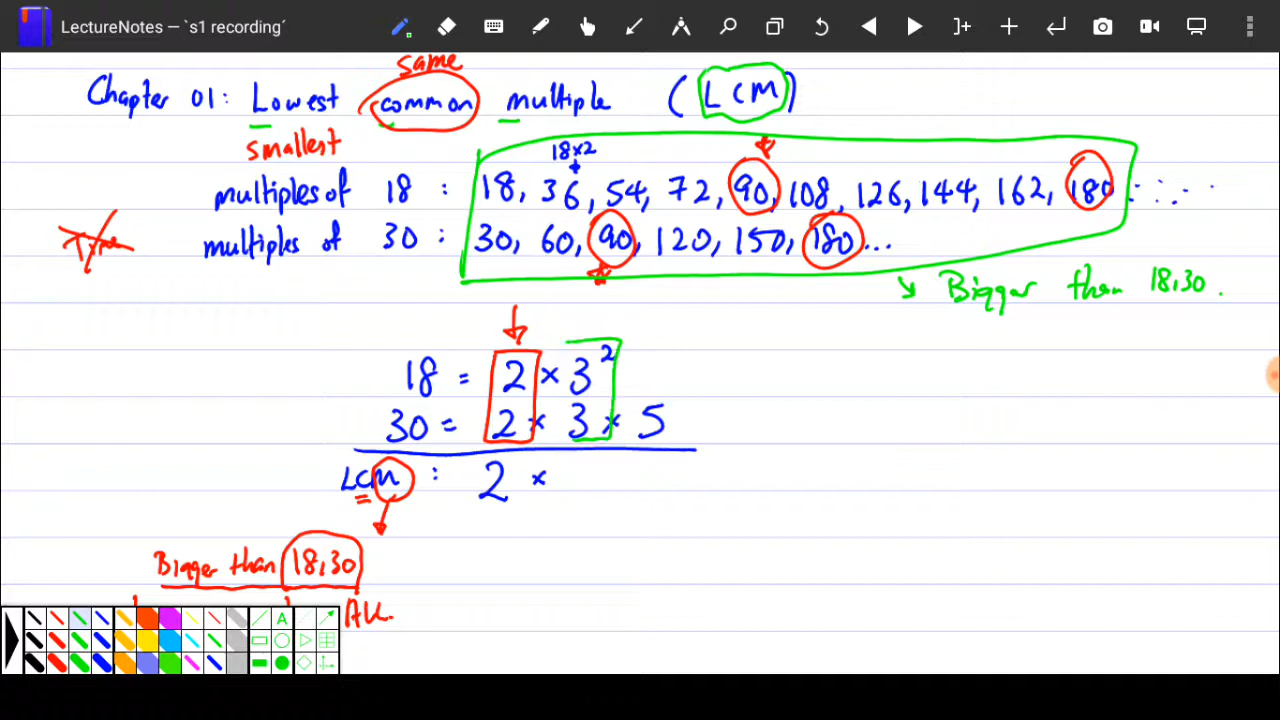 LectureNotes — `s1 recording´
same
Chapter 01: Lowest common multiple (LCM)
smallest
18×2
multiples of 18 : 18, 36, 54, 72, 90, 108, 126, 144, 162, 180 ....
multiples of 30 : 30, 60, 90, 120, 150, 180 ...
Bigger than 18,30.
18 = 2 × 3²
30 = 2 × 3 × 5
LCM : 2 ×
Bigger than 18,30